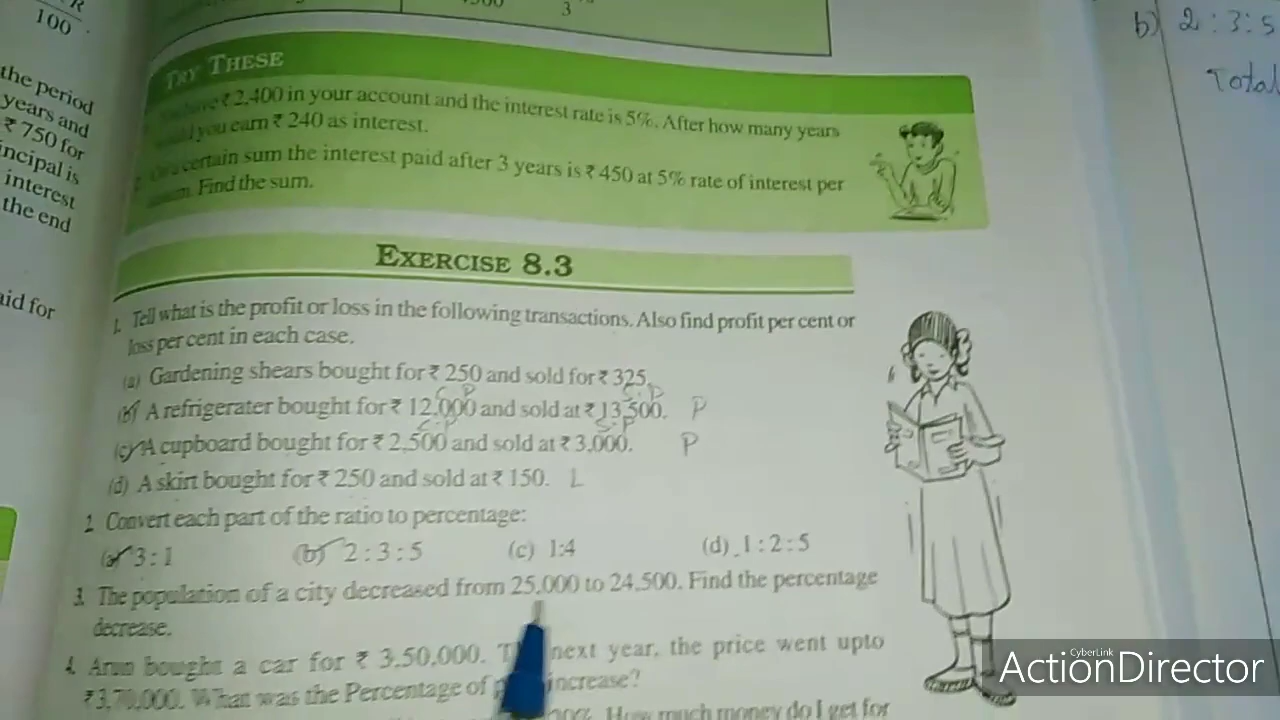 R
100 .
the period
years and
₹ 750 for
incipal is
interest
the end
aid for
3
TRY THESE
₹ 2,400 in your account and the interest rate is 5%. After how many years
you earn ₹ 240 as interest.
certain sum the interest paid after 3 years is ₹ 450 at 5% rate of interest per
Find the sum.
EXERCISE 8.3
1. Tell what is the profit or loss in the following transactions. Also find profit per cent or
loss per cent in each case.
(a) Gardening shears bought for ₹ 250 and sold for ₹ 325.
C.P S.P
(b) A refrigerater bought for ₹ 12,000 and sold at ₹ 13,500. P
C.P S.P
(c) A cupboard bought for ₹ 2,500 and sold at ₹ 3,000. P
(d) A skirt bought for ₹ 250 and sold at ₹ 150. L
2. Convert each part of the ratio to percentage:
(a) 3 : 1 (b) 2 : 3 : 5 (c) 1:4 (d) 1 : 2 : 5
3. The population of a city decreased from 25,000 to 24,500. Find the percentage
decrease.
4. Arun bought a car for ₹ 3,50,000. next year, the price went upto
₹3,70,000. What was the Percentage of increase?
How much money do I get for
b) 2 : 3 : 5
Total
CyberLink
ActionDirector